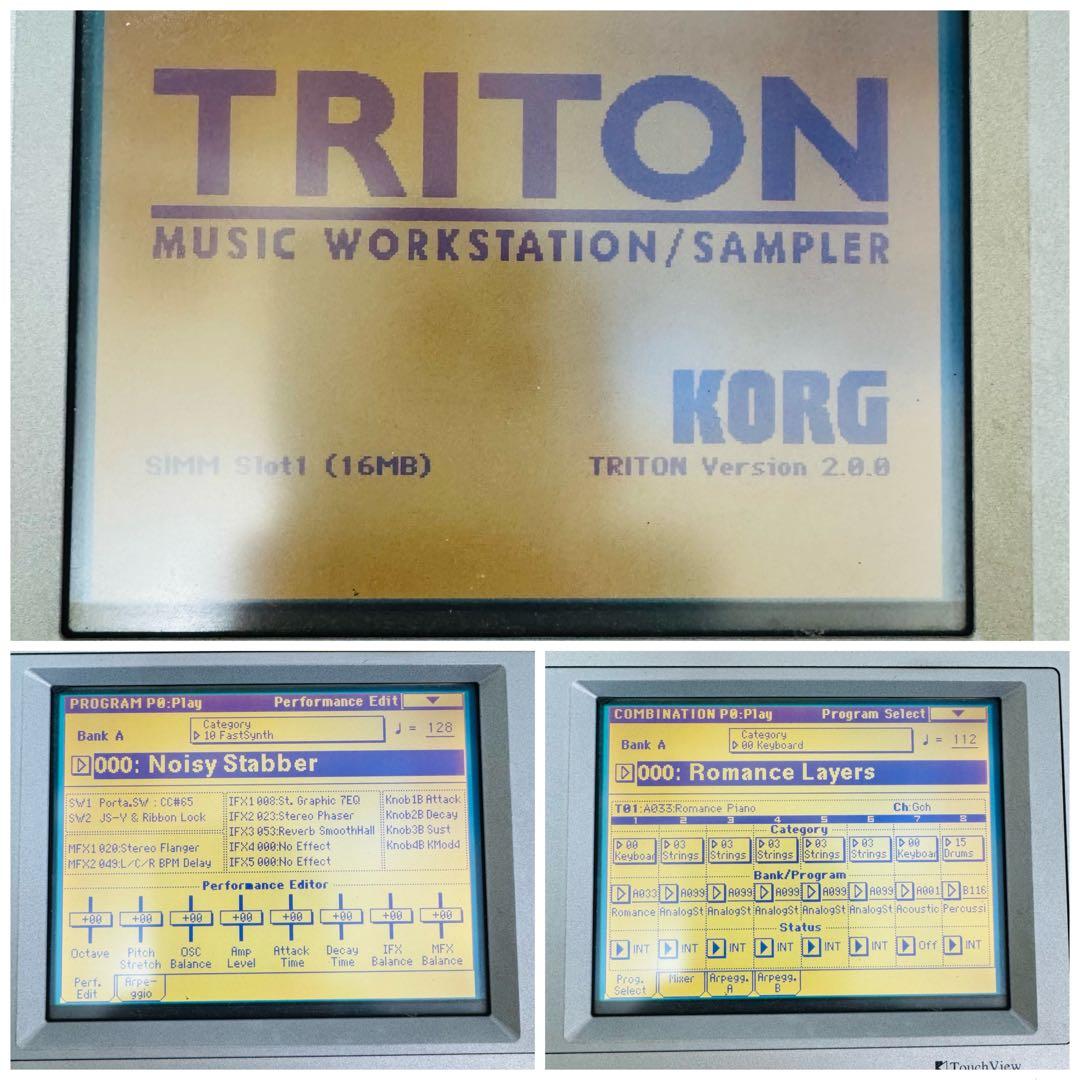 TRITON
MUSIC WORKSTATION/SAMPLER
KORG
SIMM Slot1 (16MB) TRITON Version 2.0.0
PROGRAM P0:Play Performance Edit
Bank A Category ♩= 128
10 FastSynth
000: Noisy Stabber
SW1 Porta.SW :CC#65
SW2 JS-Y & Ribbon Lock
MFX1 020:Stereo Flanger
MFX2 049:L/C/R BPM Delay
IFX1 008:St. Graphic 7EQ
IFX2 023:Stereo Phaser
IFX3 053:Reverb SmoothHall
IFX4 000:No Effect
IFX5 000:No Effect
Knob1B Attack
Knob2B Decay
Knob3B Sust
Knob4B KMod4
Performance Editor
+00 +00 +00 +00 +00 +00 +00 +00
Octave Pitch Stretch OSC Balance Amp Level Attack Time Decay Time IFX Balance MFX Balance
Perf. Edit Arpe-ggio
COMBINATION P0:Play Program Select
Bank A Category ♩= 112
00 Keyboard
000: Romance Layers
T01:A033:Romance Piano Ch:Gch
1 2 3 4 5 6 7 8
Category
00 Keyboar 03 Strings 03 Strings 03 Strings 03 Strings 03 Strings 00 Keyboar 15 Drums
Bank/Program
A033 A099 A099 A099 A099 A099 A001 B116
Romance AnalogSt AnalogSt AnalogSt AnalogSt AnalogSt Acoustic Percussi
Status
INT INT INT INT INT INT Off INT
Prog. Select Mixer Arpegg. A Arpegg. B
TouchView